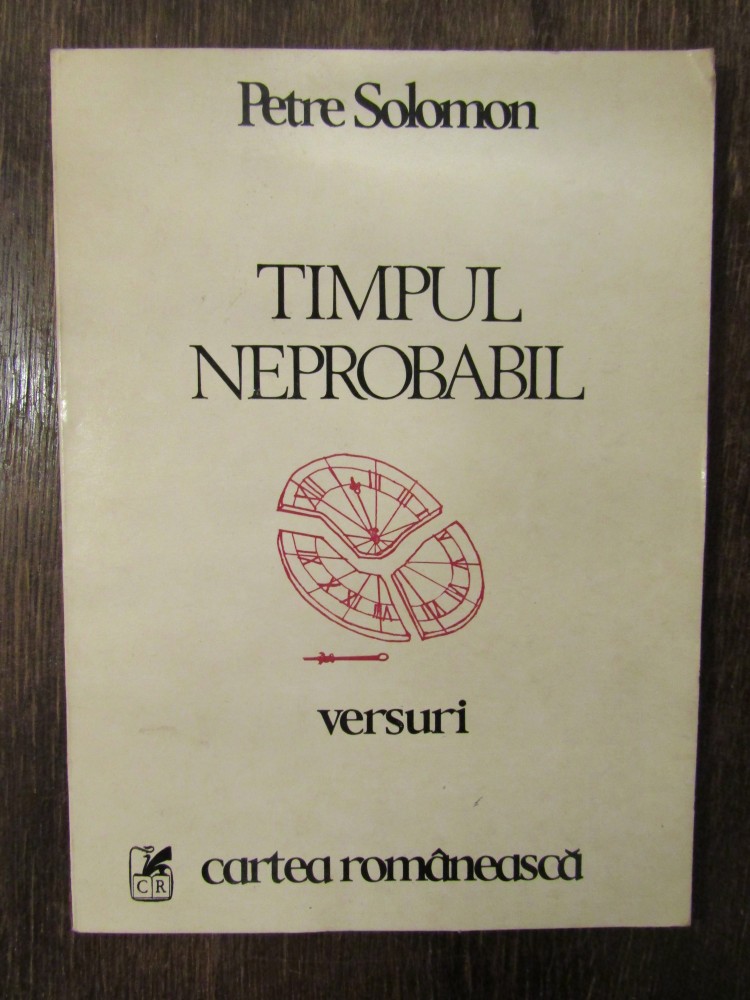 Petre Solomon
TIMPUL
NEPROBABIL
versuri
CR
cartea românească